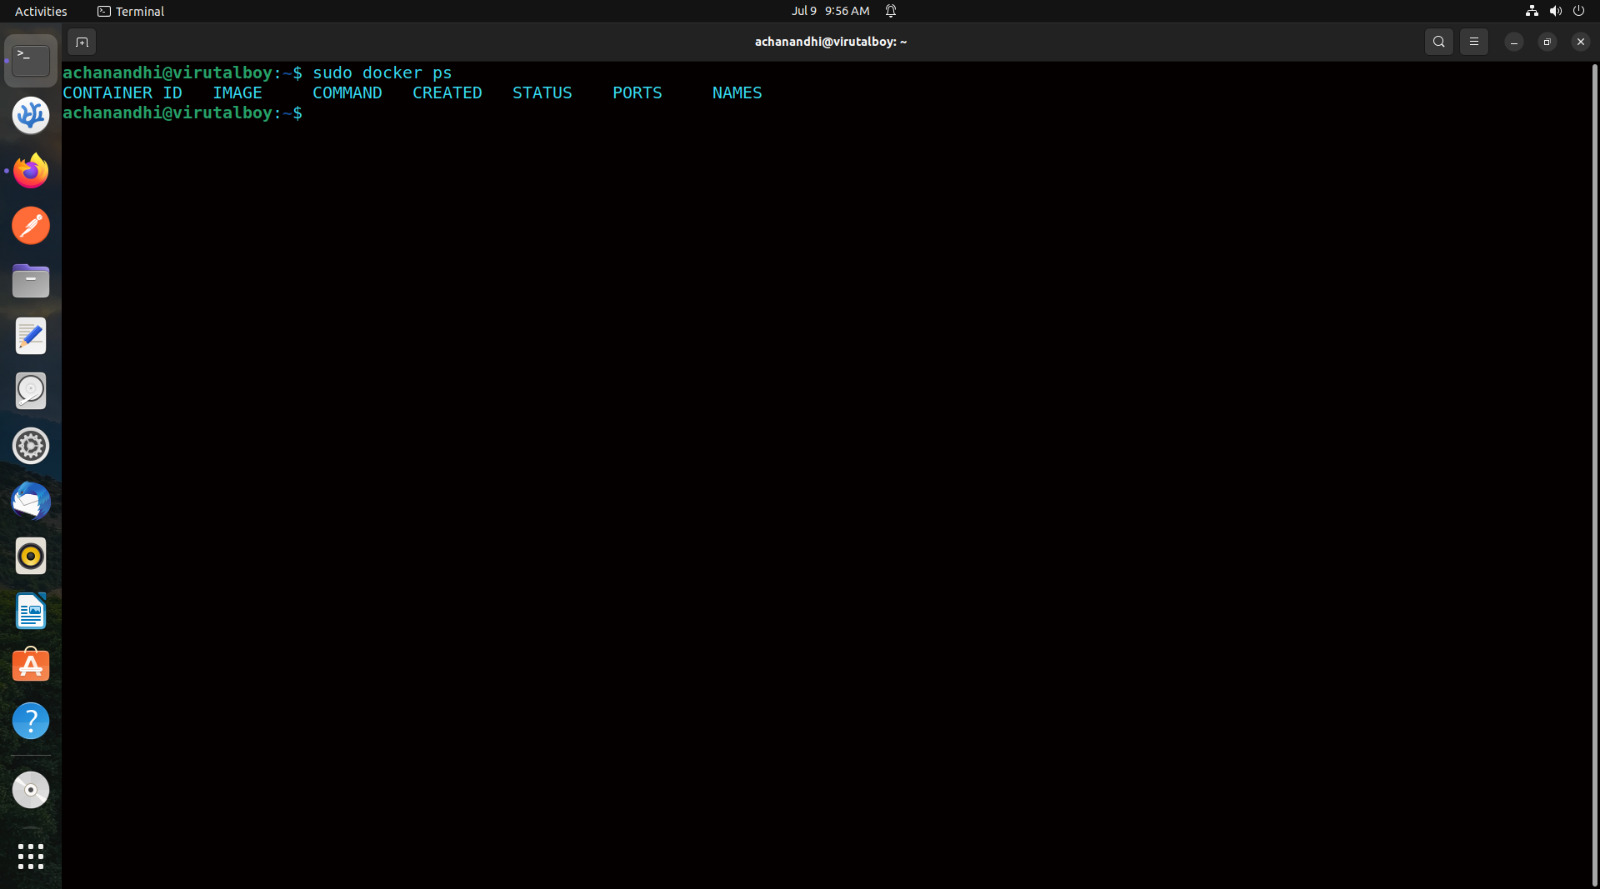 Activities Terminal Jul 9 9:56 AM
achanandhi@virutalboy: ~
achanandhi@virutalboy:~$ sudo docker ps
CONTAINER ID IMAGE COMMAND CREATED STATUS PORTS NAMES
achanandhi@virutalboy:~$